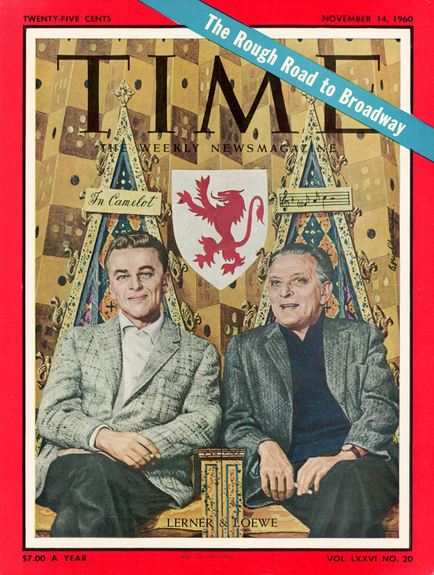 TWENTY-FIVE CENTS
NOVEMBER 14, 1960
The Rough Road to Broadway
TIME
THE WEEKLY NEWSMAGAZINE
In Camelot
LERNER & LOEWE
$7.00 A YEAR
VOL. LXXVI NO. 20